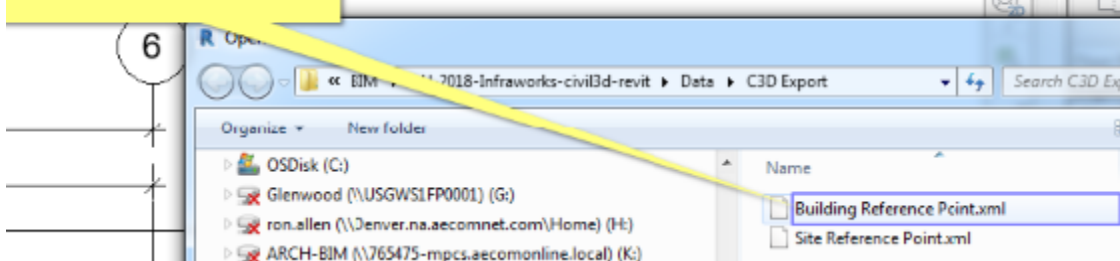 2D
6
Open
« BIM 2018-Infraworks-civil3d-revit Data C3D Export
Search C3D Ex
Organize New folder
Name
OSDisk (C:)
Glenwood (\\USGWS1FP0001) (G:)
Building Reference Point.xml
ron.allen (\\Denver.na.aecomnet.com\Home) (H:)
Site Reference Point.xml
ARCH-BIM (\\765475-mpcs.aecomonline.local) (K:)